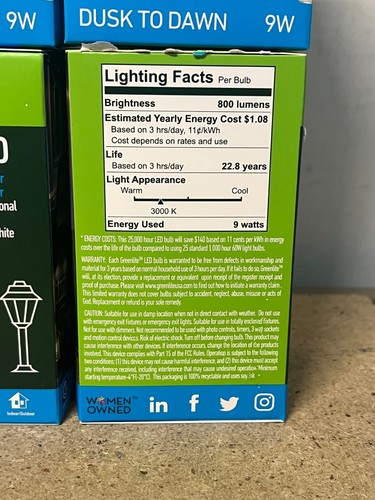 9W
DUSK TO DAWN 9W
Lighting Facts Per Bulb
Brightness 800 lumens
Estimated Yearly Energy Cost $1.08
Based on 3 hrs/day, 11¢/kWh
Cost depends on rates and use
Life
Based on 3 hrs/day 22.8 years
Light Appearance
Warm Cool
3000 K
Energy Used 9 watts
* ENERGY COSTS: This 25,000 hour LED bulb will save $140 based on 11 cents per kWh in energy
costs over the life of the bulb compared to using 25 standard 1,000 hour 60W light bulbs.
WARRANTY: Each Greenlite™ LED bulb is warranted to be free from defects in workmanship and
material for 3 years based on normal household use of 3 hours per day. If it fails to do so, Greenlite™
will, at its option, provide a replacement or equivalent upon receipt of the register receipt and
proof of purchase. Please visit www.greenliteusa.com to find out how to initiate a warranty claim.
This limited warranty does not cover bulbs subject to accident, neglect, abuse, misuse or acts of
God. Replacement or refund is your sole remedy.
CAUTION: Suitable for use in damp location when not in direct contact with weather. Do not
use with emergency exit fixtures or emergency exit lights. Suitable for use in totally enclosed fixtures.
Not for use with dimmers. Not recommended to be used with photo controls, timers, 3 way sockets
and motion control devices. Risk of electric shock. Turn off before changing bulb. This product may
cause interference with other devices. If interference occurs, change the location of the products
involved. This device complies with Part 15 of the FCC Rules. Operation is subject to the following
two conditions: (1) this device may not cause harmful interference, and (2) this device must accept
any interference received, including interference that may cause undesired operation. Minimum
starting temperature -4°F(-20°C). This packaging is 100% recyclable and uses soy ink
WOMEN™
OWNED
in f
onal
hite
Indoor/Outdoor